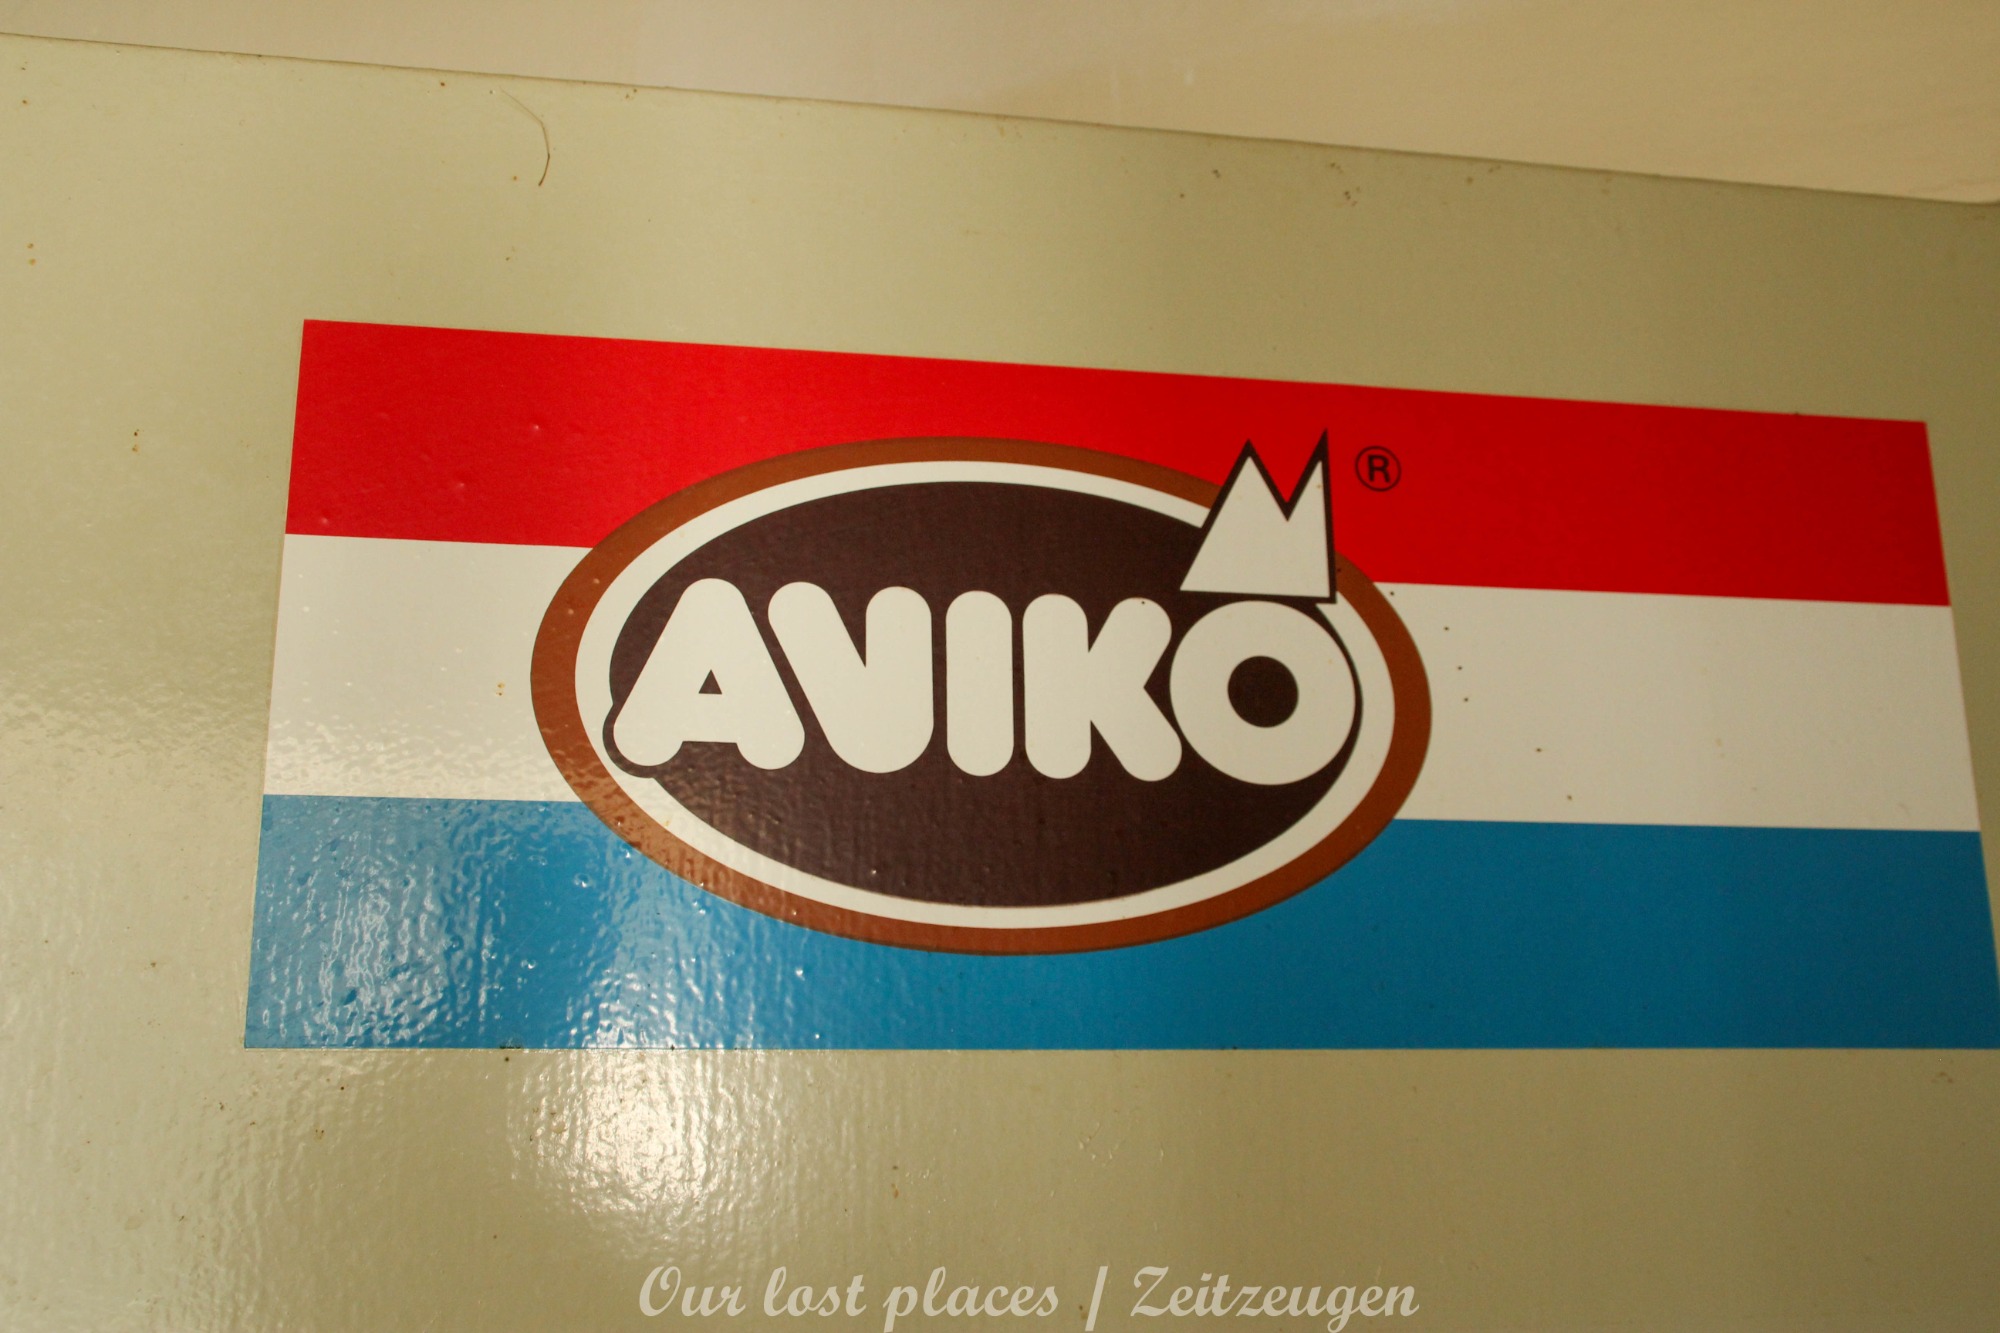 AVIKO ®
Our lost places / Zeitzeugen